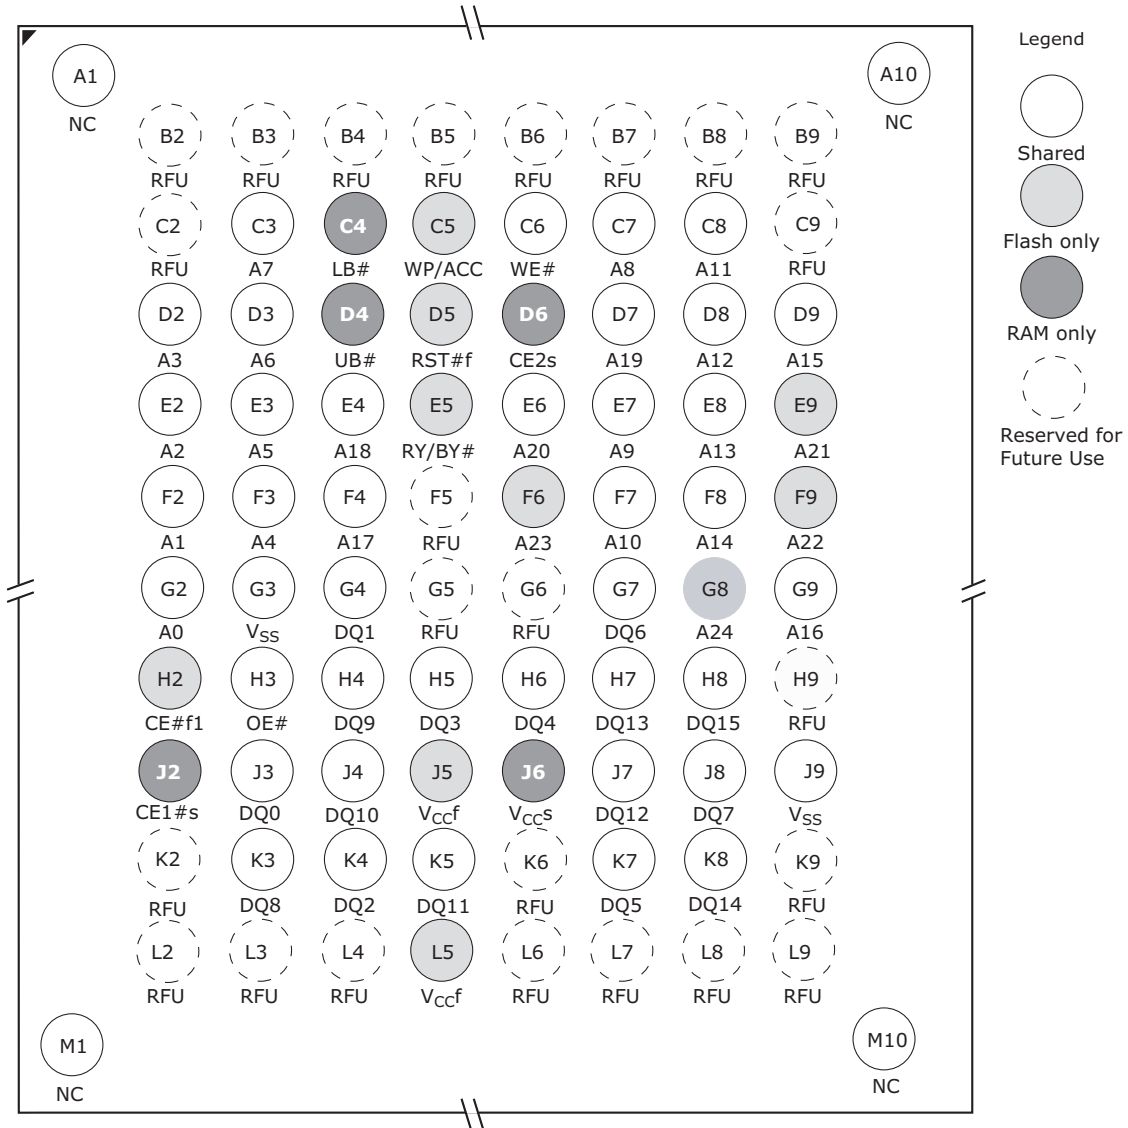 Legend
A1 A10
NC NC
Shared
B2 B3 B4 B5 B6 B7 B8 B9
RFU RFU RFU RFU RFU RFU RFU RFU
Flash only
C2 C3 C4 C5 C6 C7 C8 C9
RFU A7 LB# WP/ACC WE# A8 A11 RFU
RAM only
D2 D3 D4 D5 D6 D7 D8 D9
A3 A6 UB# RST#f CE2s A19 A12 A15
Reserved for
Future Use
E2 E3 E4 E5 E6 E7 E8 E9
A2 A5 A18 RY/BY# A20 A9 A13 A21
F2 F3 F4 F5 F6 F7 F8 F9
A1 A4 A17 RFU A23 A10 A14 A22
G2 G3 G4 G5 G6 G7 G8 G9
A0 VSS DQ1 RFU RFU DQ6 A24 A16
H2 H3 H4 H5 H6 H7 H8 H9
CE#f1 OE# DQ9 DQ3 DQ4 DQ13 DQ15 RFU
J2 J3 J4 J5 J6 J7 J8 J9
CE1#s DQ0 DQ10 VCCf VCCs DQ12 DQ7 VSS
K2 K3 K4 K5 K6 K7 K8 K9
RFU DQ8 DQ2 DQ11 RFU DQ5 DQ14 RFU
L2 L3 L4 L5 L6 L7 L8 L9
RFU RFU RFU VCCf RFU RFU RFU RFU
M1 M10
NC NC